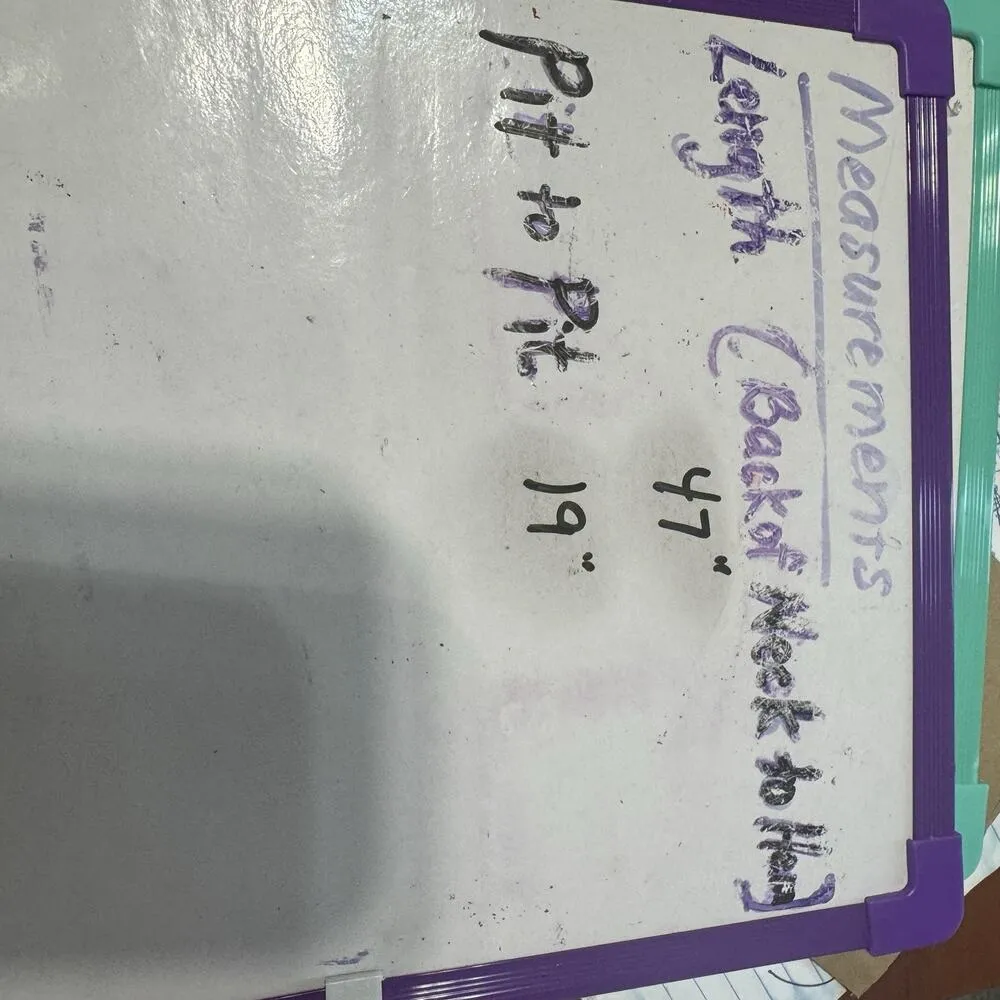 Measurements
Length (Back of Neck to Hem)
47"
Pit to Pit
19"